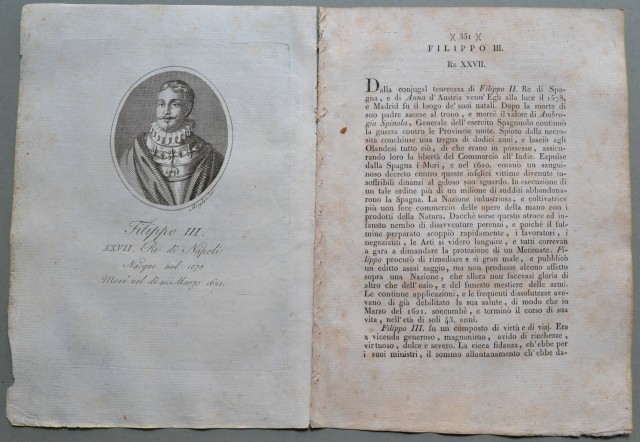 Filippo III.
XXVII. Re di Napoli
Nacque nel 1578
Morì nel dì 31. Marzo 1621.
351
FILIPPO III.
RE XXVII.
Dalla conjugal tenerezza di Filippo II. Re di Spa-
gna, e di Anna d'Austria venn'Egli alla luce il 1578,
e Madrid fu il luogo de' suoi natali. Dopo la morte di
suo padre ascese al trono, e mercè il valore di Ambro-
gio Spinola, Generale dell'esercito Spagnuolo continuò
la guerra contro le Provincie unite. Spinto dalla neces-
sità conchiuse una tregua di dodici anni, e lasciò agli
Olandesi tutto ciò, di che erano in possesso, assicu-
rando loro la libertà del Commercio all'Indie. Espulse
dalla Spagna i Mori, e nel 1610. emanò un sanguino-
so decreto contro queste infelici vittime divenute in-
soffribili dinanzi al geloso suo sguardo. In esecuzione di
un tale ordine più di un milione di sudditi abbandona-
rono la Spagna. La Nazione industriosa, e coltivatrice
più non fece commercio delle opere della mano con i
prodotti della Natura. Dacchè sorse questo atroce ed in-
fausto nembo di disavventure perenni, e poichè il ful-
mine preparato scoppiò rapidamente, i lavoratori, i
negozienti, le Arti si videro languire, e tutti correvan
a gara a dimandare la protezione di un Mecenate. Fi-
lippo procurò di rimediare a sì gran male, e pubblicò
un editto assai saggio, ma non produsse alcuno affetto
sopra una Nazione, che allora non facevasi gloria di
altro che dell'ozio, e del funesto mestiere delle armi.
Le continue applicazioni, e le frequenti dissolutezze ave-
vano di già debilitato la sua salute, di modo che in
Marzo del 1621. soccumbè, e terminò il corso di sua
vita, nell'età di soli 43. anni.
Filippo III. fu un composto di virtù e di vizj. Era
a vicenda generoso, magnanimo, avido di ricchezze,
virtuoso, dolce e severo. La cieca fidanza, ch'ebbe per
i suoi ministri, il sommo allontanamento ch'ebbe da-